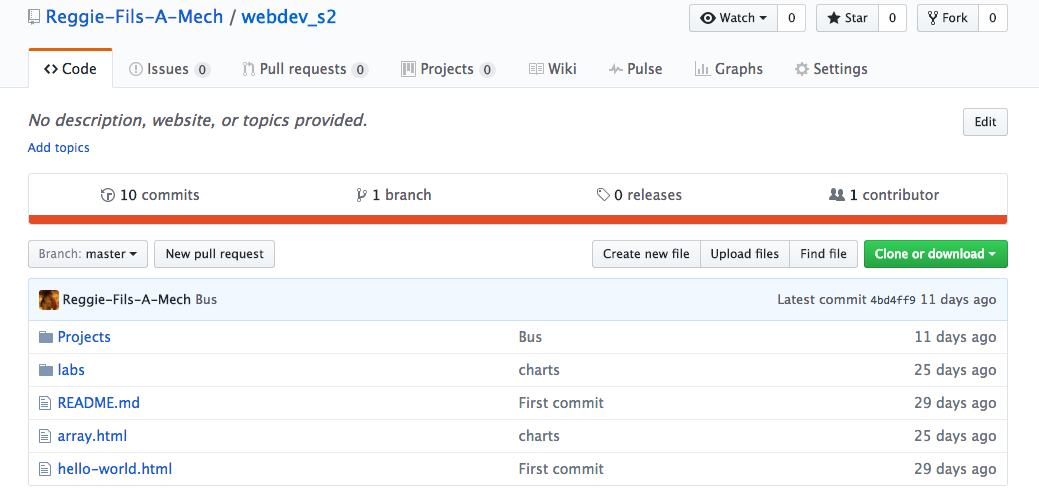 Reggie-Fils-A-Mech / webdev_s2
Watch 0 Star 0 Fork 0
Code Issues 0 Pull requests 0 Projects 0 Wiki Pulse Graphs Settings
No description, website, or topics provided.
Edit
Add topics
10 commits 1 branch 0 releases 1 contributor
Branch: master New pull request Create new file Upload files Find file Clone or download
Reggie-Fils-A-Mech Bus Latest commit 4bd4ff9 11 days ago
Projects Bus 11 days ago
labs charts 25 days ago
README.md First commit 29 days ago
array.html charts 25 days ago
hello-world.html First commit 29 days ago